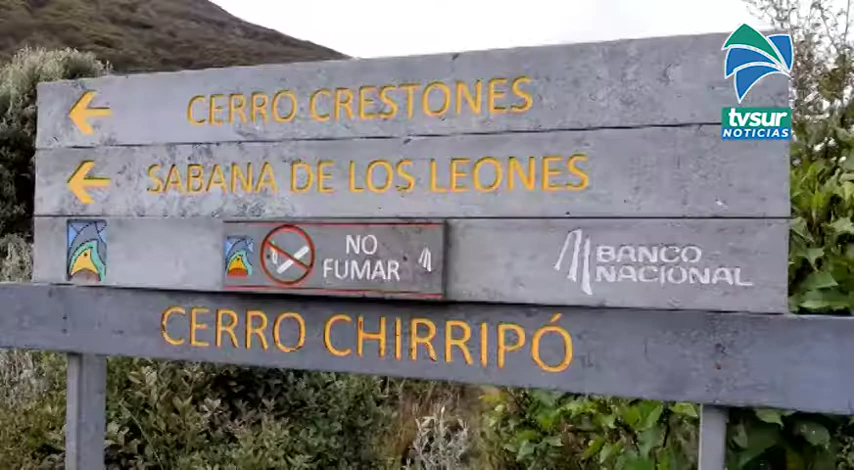 tvsur
NOTICIAS
CERRO CRESTONES
SABANA DE LOS LEONES
NO
FUMAR
BANCO
NACIONAL
CERRO CHIRRIPÓ